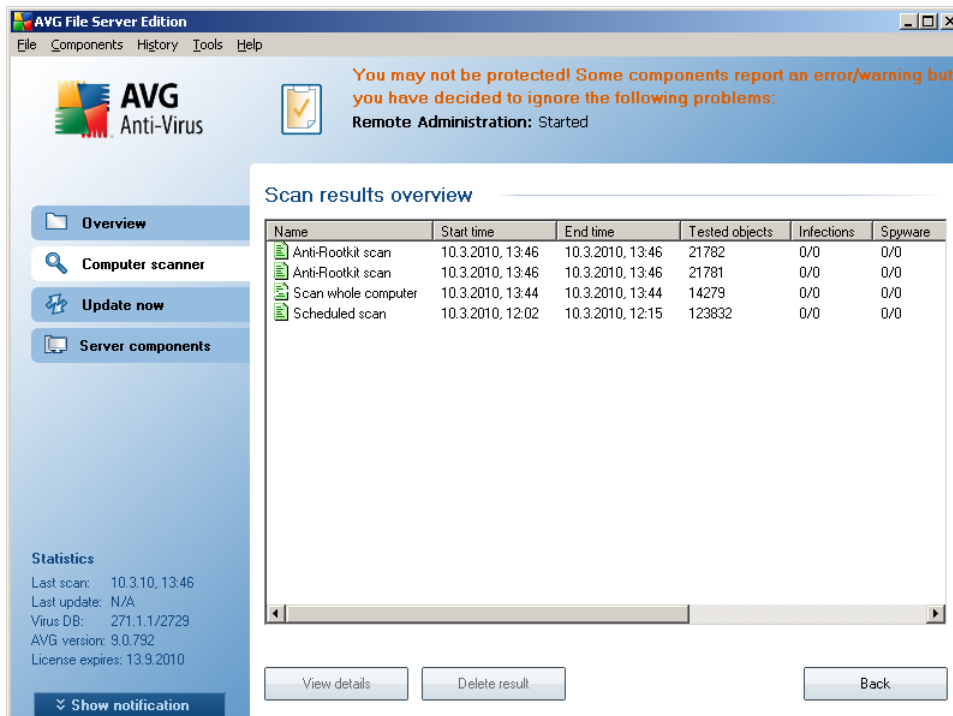 AVG File Server Edition
File Components History Tools Help
AVG
Anti-Virus
You may not be protected! Some components report an error/warning but
you have decided to ignore the following problems:
Remote Administration: Started
Overview
Computer scanner
Update now
Server components
Scan results overview
Name Start time End time Tested objects Infections Spyware
Anti-Rootkit scan 10.3.2010, 13:46 10.3.2010, 13:46 21782 0/0 0/0
Anti-Rootkit scan 10.3.2010, 13:46 10.3.2010, 13:46 21781 0/0 0/0
Scan whole computer 10.3.2010, 13:44 10.3.2010, 13:44 14279 0/0 0/0
Scheduled scan 10.3.2010, 12:02 10.3.2010, 12:15 123832 0/0 0/0
Statistics
Last scan: 10.3.10, 13:46
Last update: N/A
Virus DB: 271.1.1/2729
AVG version: 9.0.792
License expires: 13.9.2010
Show notification
View details Delete result Back